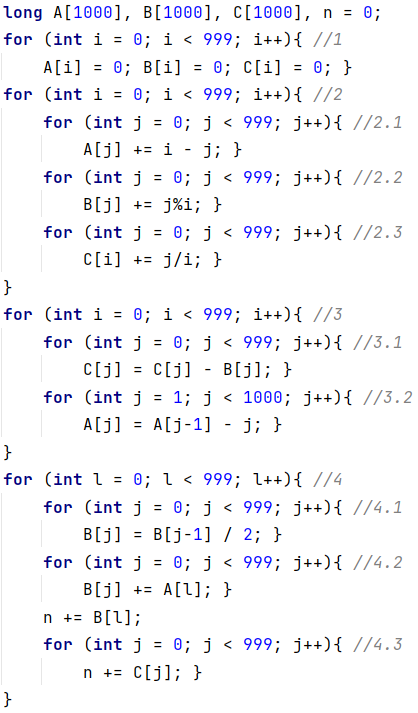 long A[1000], B[1000], C[1000], n = 0;
for (int i = 0; i < 999; i++){ //1
    A[i] = 0; B[i] = 0; C[i] = 0; }
for (int i = 0; i < 999; i++){ //2
    for (int j = 0; j < 999; j++){ //2.1
        A[j] += i - j; }
    for (int j = 0; j < 999; j++){ //2.2
        B[j] += j%i; }
    for (int j = 0; j < 999; j++){ //2.3
        C[i] += j/i; }
}
for (int i = 0; i < 999; i++){ //3
    for (int j = 0; j < 999; j++){ //3.1
        C[j] = C[j] - B[j]; }
    for (int j = 1; j < 1000; j++){ //3.2
        A[j] = A[j-1] - j; }
}
for (int l = 0; l < 999; l++){ //4
    for (int j = 0; j < 999; j++){ //4.1
        B[j] = B[j-1] / 2; }
    for (int j = 0; j < 999; j++){ //4.2
        B[j] += A[l]; }
    n += B[l];
    for (int j = 0; j < 999; j++){ //4.3
        n += C[j]; }
}